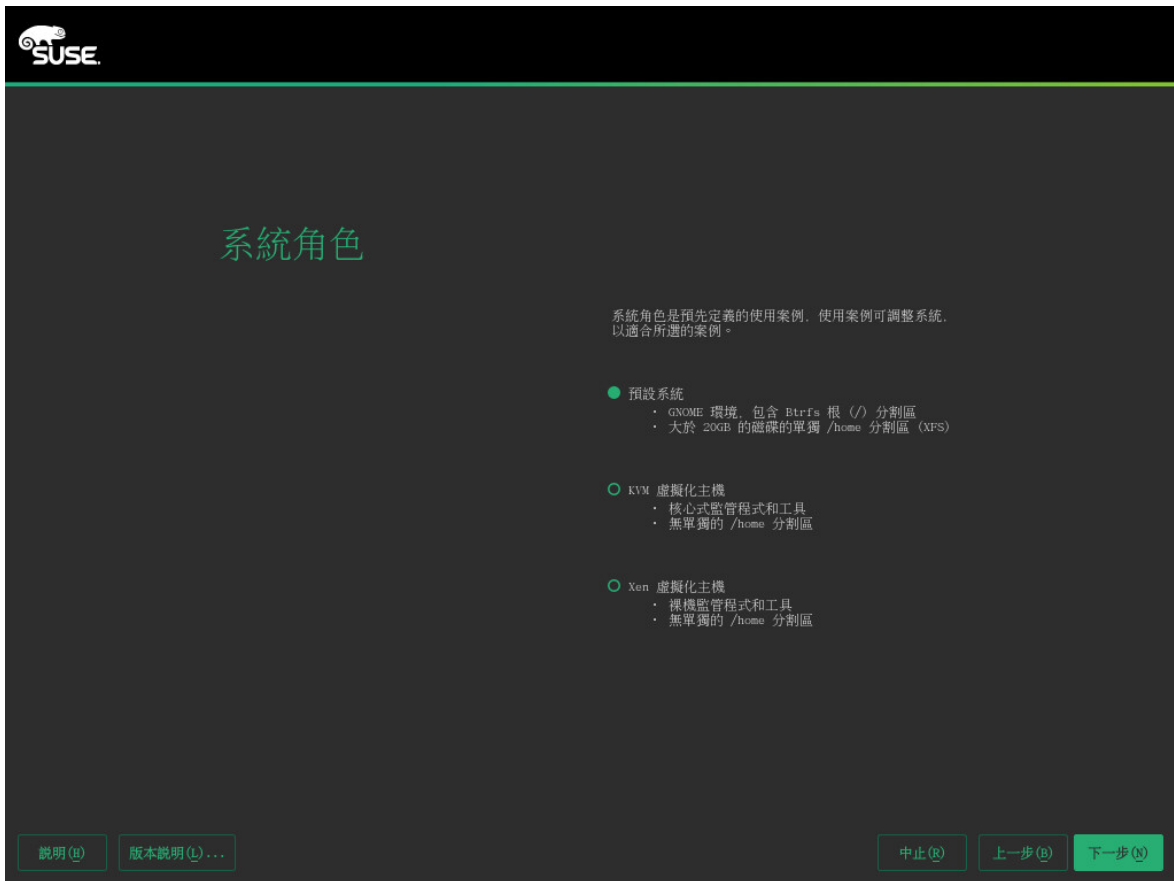 SUSE.
系統角色
系統角色是預先定義的使用案例, 使用案例可調整系統,
以適合所選的案例。
預設系統
· GNOME 環境, 包含 Btrfs 根 (/) 分割區
· 大於 20GB 的磁碟的單獨 /home 分割區 (XFS)
KVM 虛擬化主機
· 核心式監管程式和工具
· 無單獨的 /home 分割區
Xen 虛擬化主機
· 裸機監管程式和工具
· 無單獨的 /home 分割區
說明(H) 版本說明(L)... 中止(R) 上一步(B) 下一步(N)